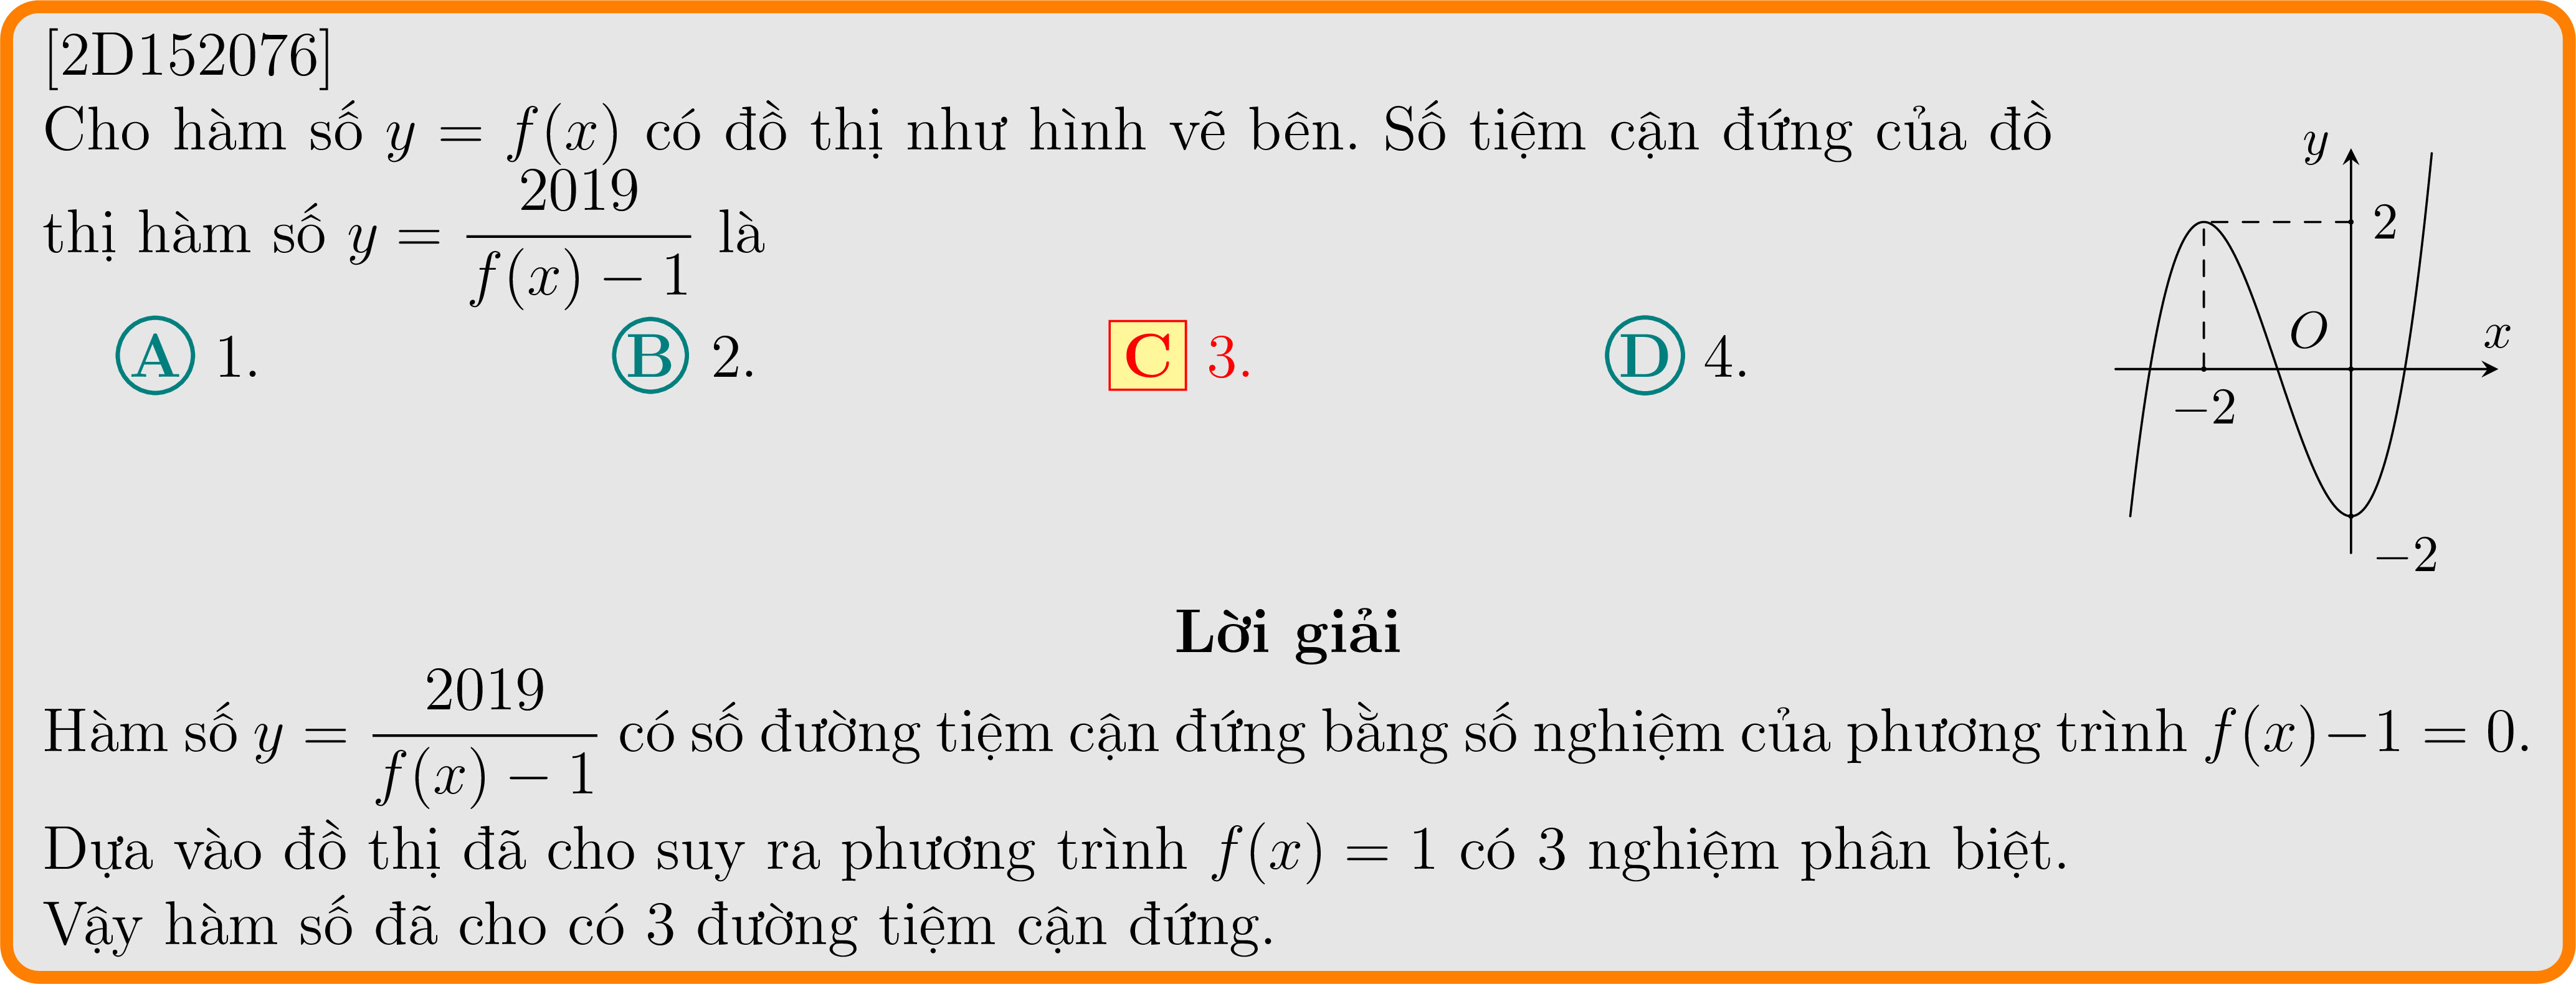 [2D152076]
Cho hàm số y = f(x) có đồ thị như hình vẽ bên. Số tiệm cận đứng của đồ
thị hàm số y = \frac{2019}{f(x) − 1} là
A 1.
B 2.
C 3.
D 4.
y
2
O
x
−2
−2
Lời giải
Hàm số y = \frac{2019}{f(x) − 1} có số đường tiệm cận đứng bằng số nghiệm của phương trình f(x)−1 = 0.
Dựa vào đồ thị đã cho suy ra phương trình f(x) = 1 có 3 nghiệm phân biệt.
Vậy hàm số đã cho có 3 đường tiệm cận đứng.